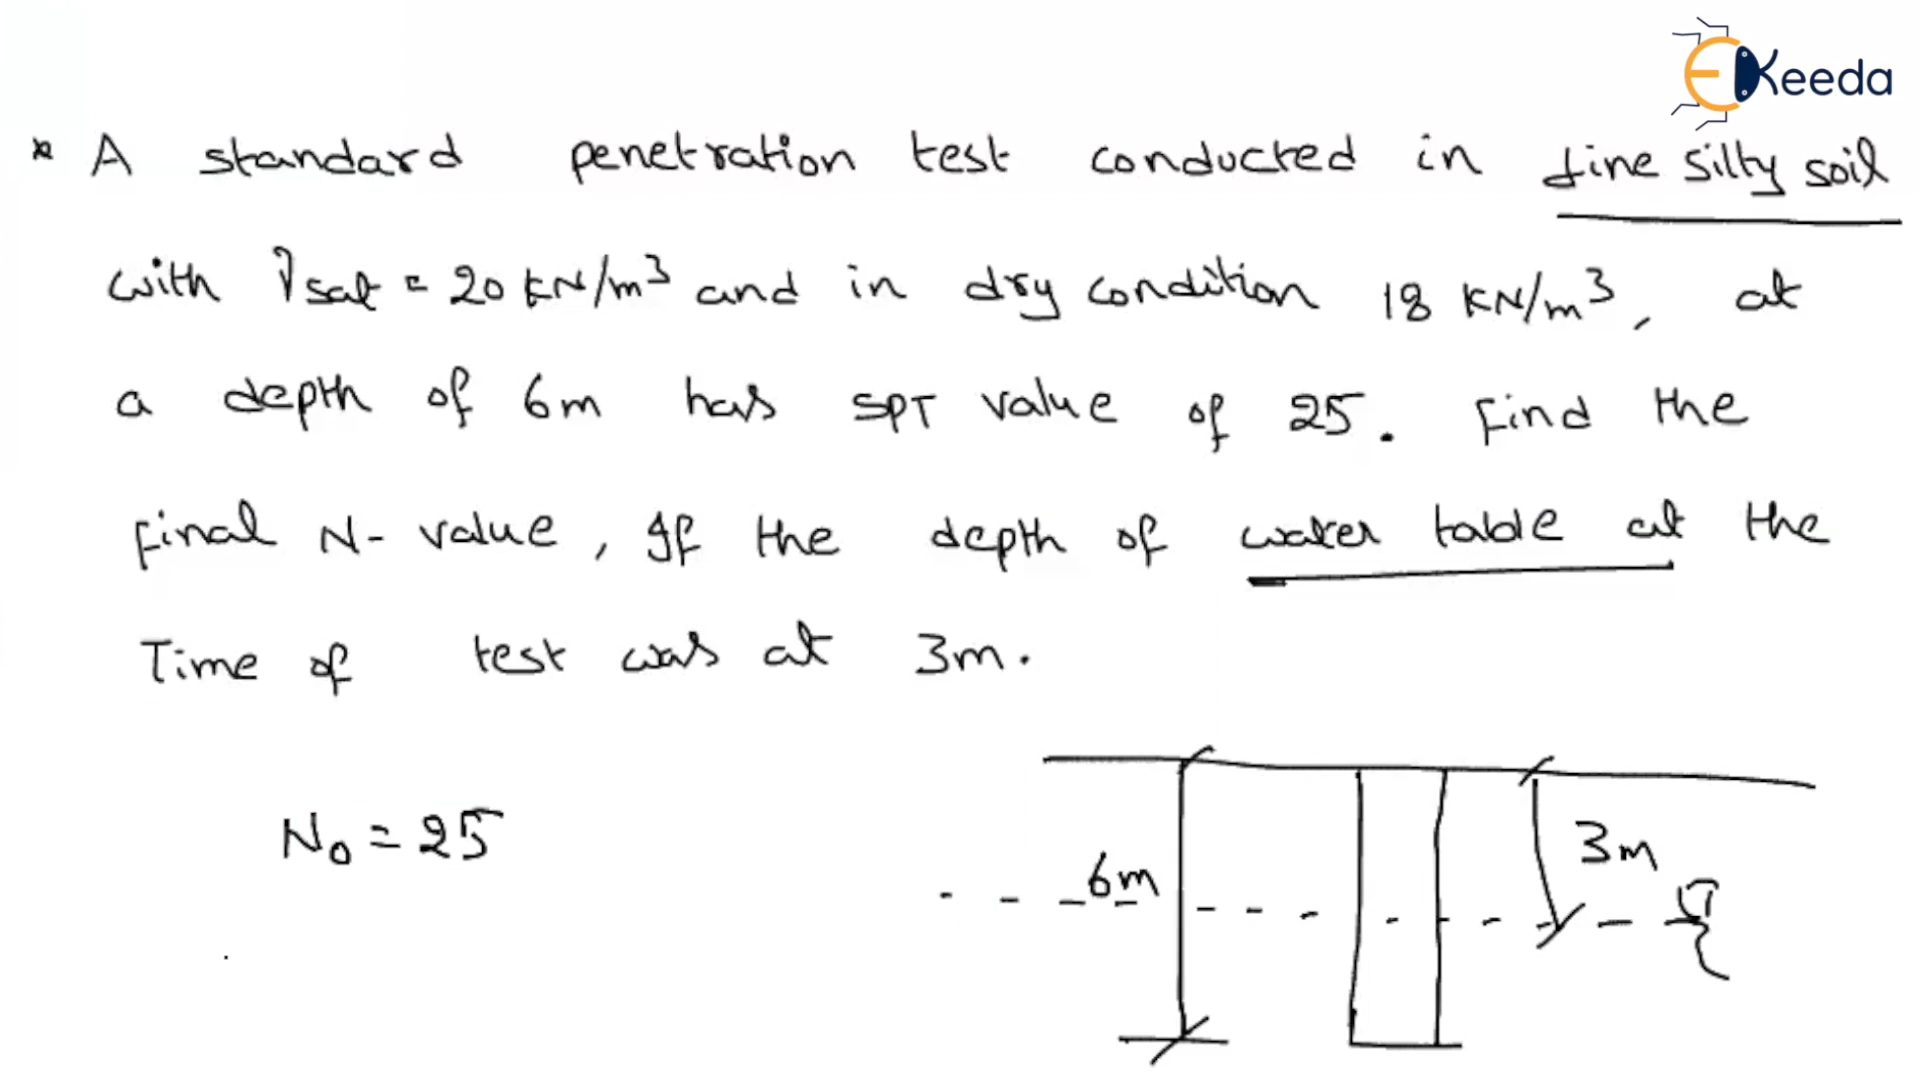 EKeeda
* A standard penetration test conducted in fine silty soil
with γsat = 20 KN/m³ and in dry condition 18 KN/m³, at
a depth of 6m has SPT value of 25. Find the
Final N- value, If the depth of water table at the
Time of test was at 3m.
N₀ = 25
6m
3m